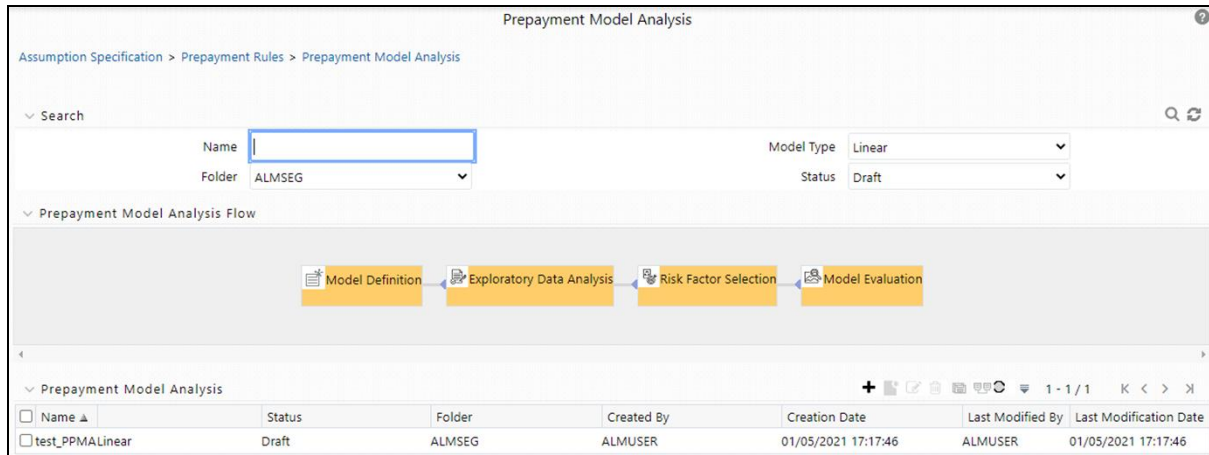 Prepayment Model Analysis
Assumption Specification > Prepayment Rules > Prepayment Model Analysis
Search
Name
Model Type Linear
Folder ALMSEG
Status Draft
Prepayment Model Analysis Flow
Model Definition Exploratory Data Analysis Risk Factor Selection Model Evaluation
Prepayment Model Analysis 1 - 1 / 1
Name Status Folder Created By Creation Date Last Modified By Last Modification Date
test_PPMALinear Draft ALMSEG ALMUSER 01/05/2021 17:17:46 ALMUSER 01/05/2021 17:17:46